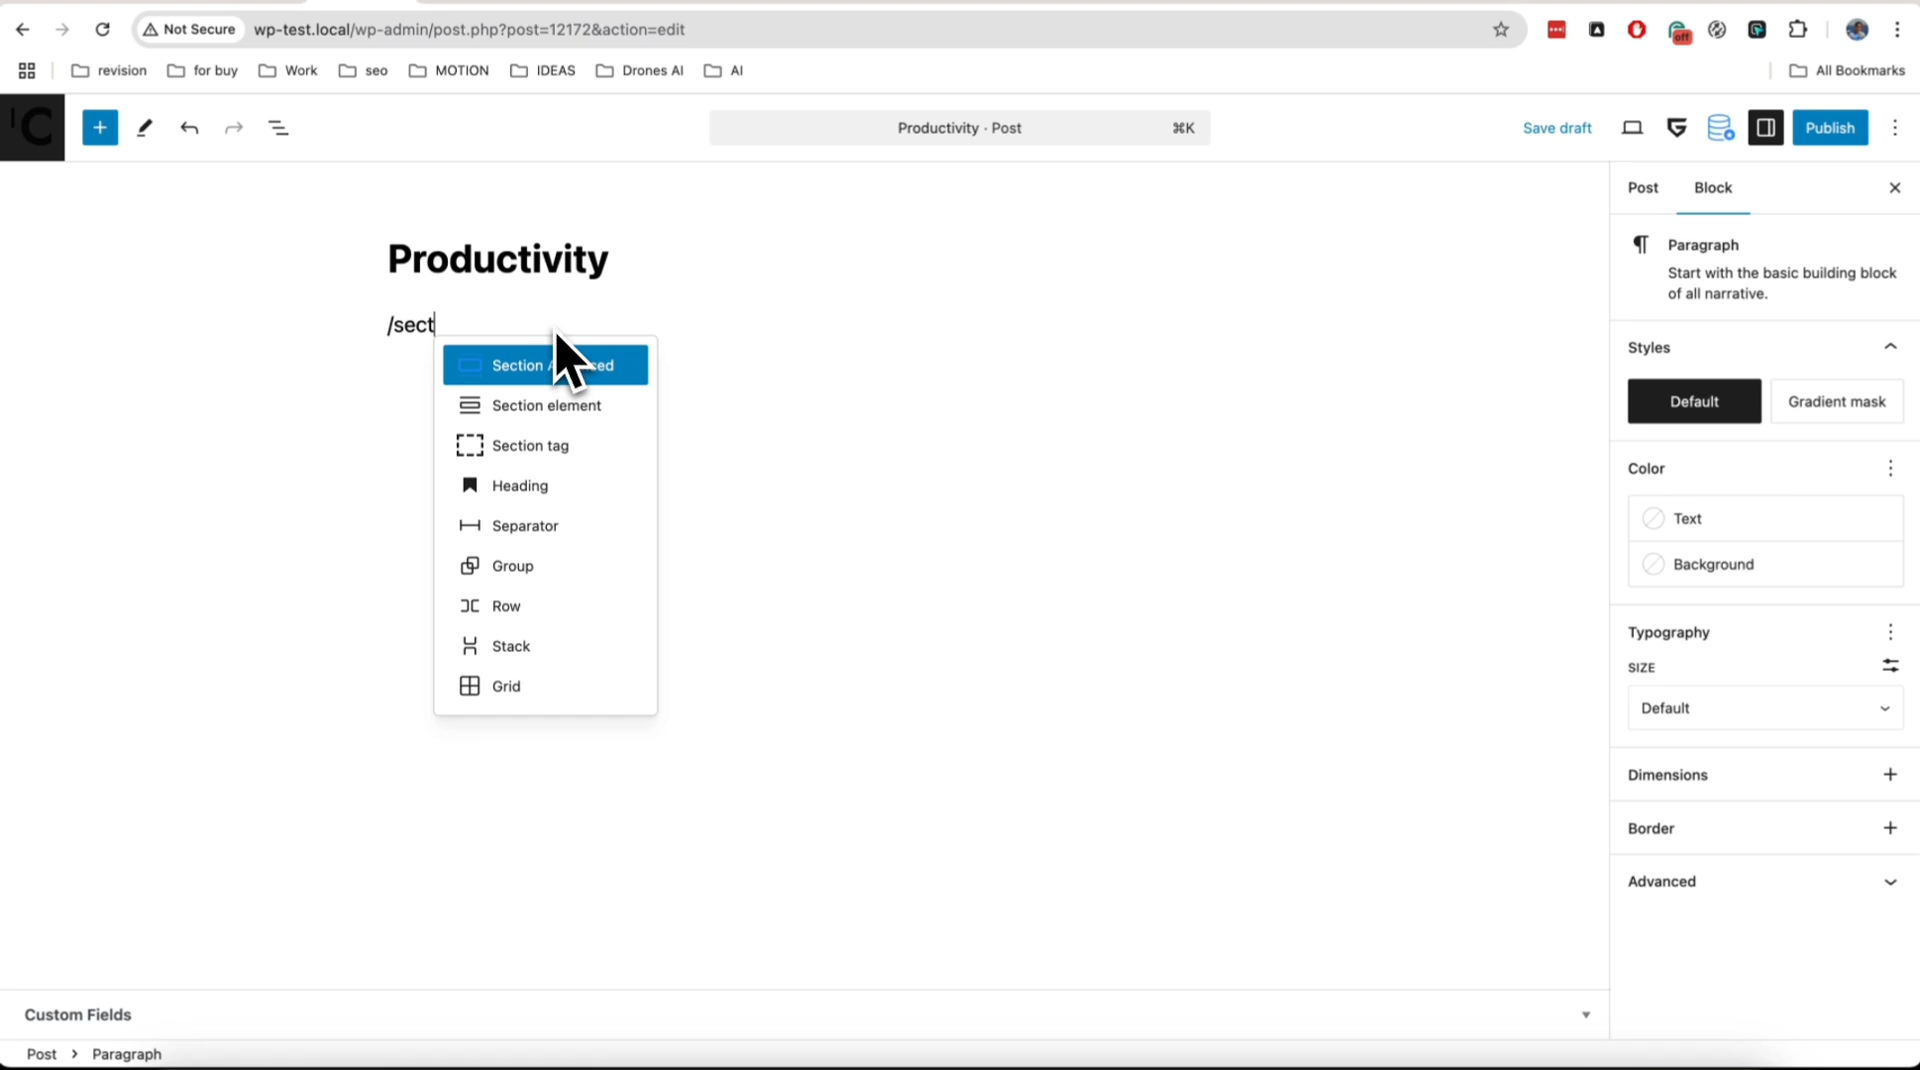 Not Secure wp-test.local/wp-admin/post.php?post=12172&action=edit
off
revision for buy Work seo MOTION IDEAS Drones AI AI All Bookmarks
C Productivity · Post ⌘K Save draft Publish
Post Block
Productivity
Paragraph
Start with the basic building block
of all narrative.
/sect
Section
Section element
Section tag
Heading
Separator
Group
Row
Stack
Grid
Styles
Default Gradient mask
Color
Text
Background
Typography
SIZE
Default
Dimensions
Border
Advanced
Custom Fields
Post > Paragraph